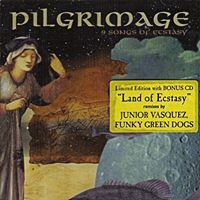 PILGRIMAGE
9 SONGS OF ECSTASY
Limited Edition with BONUS CD
"Land of Ecstasy"
remixes by
JUNIOR VASQUEZ,
FUNKY GREEN DOGS